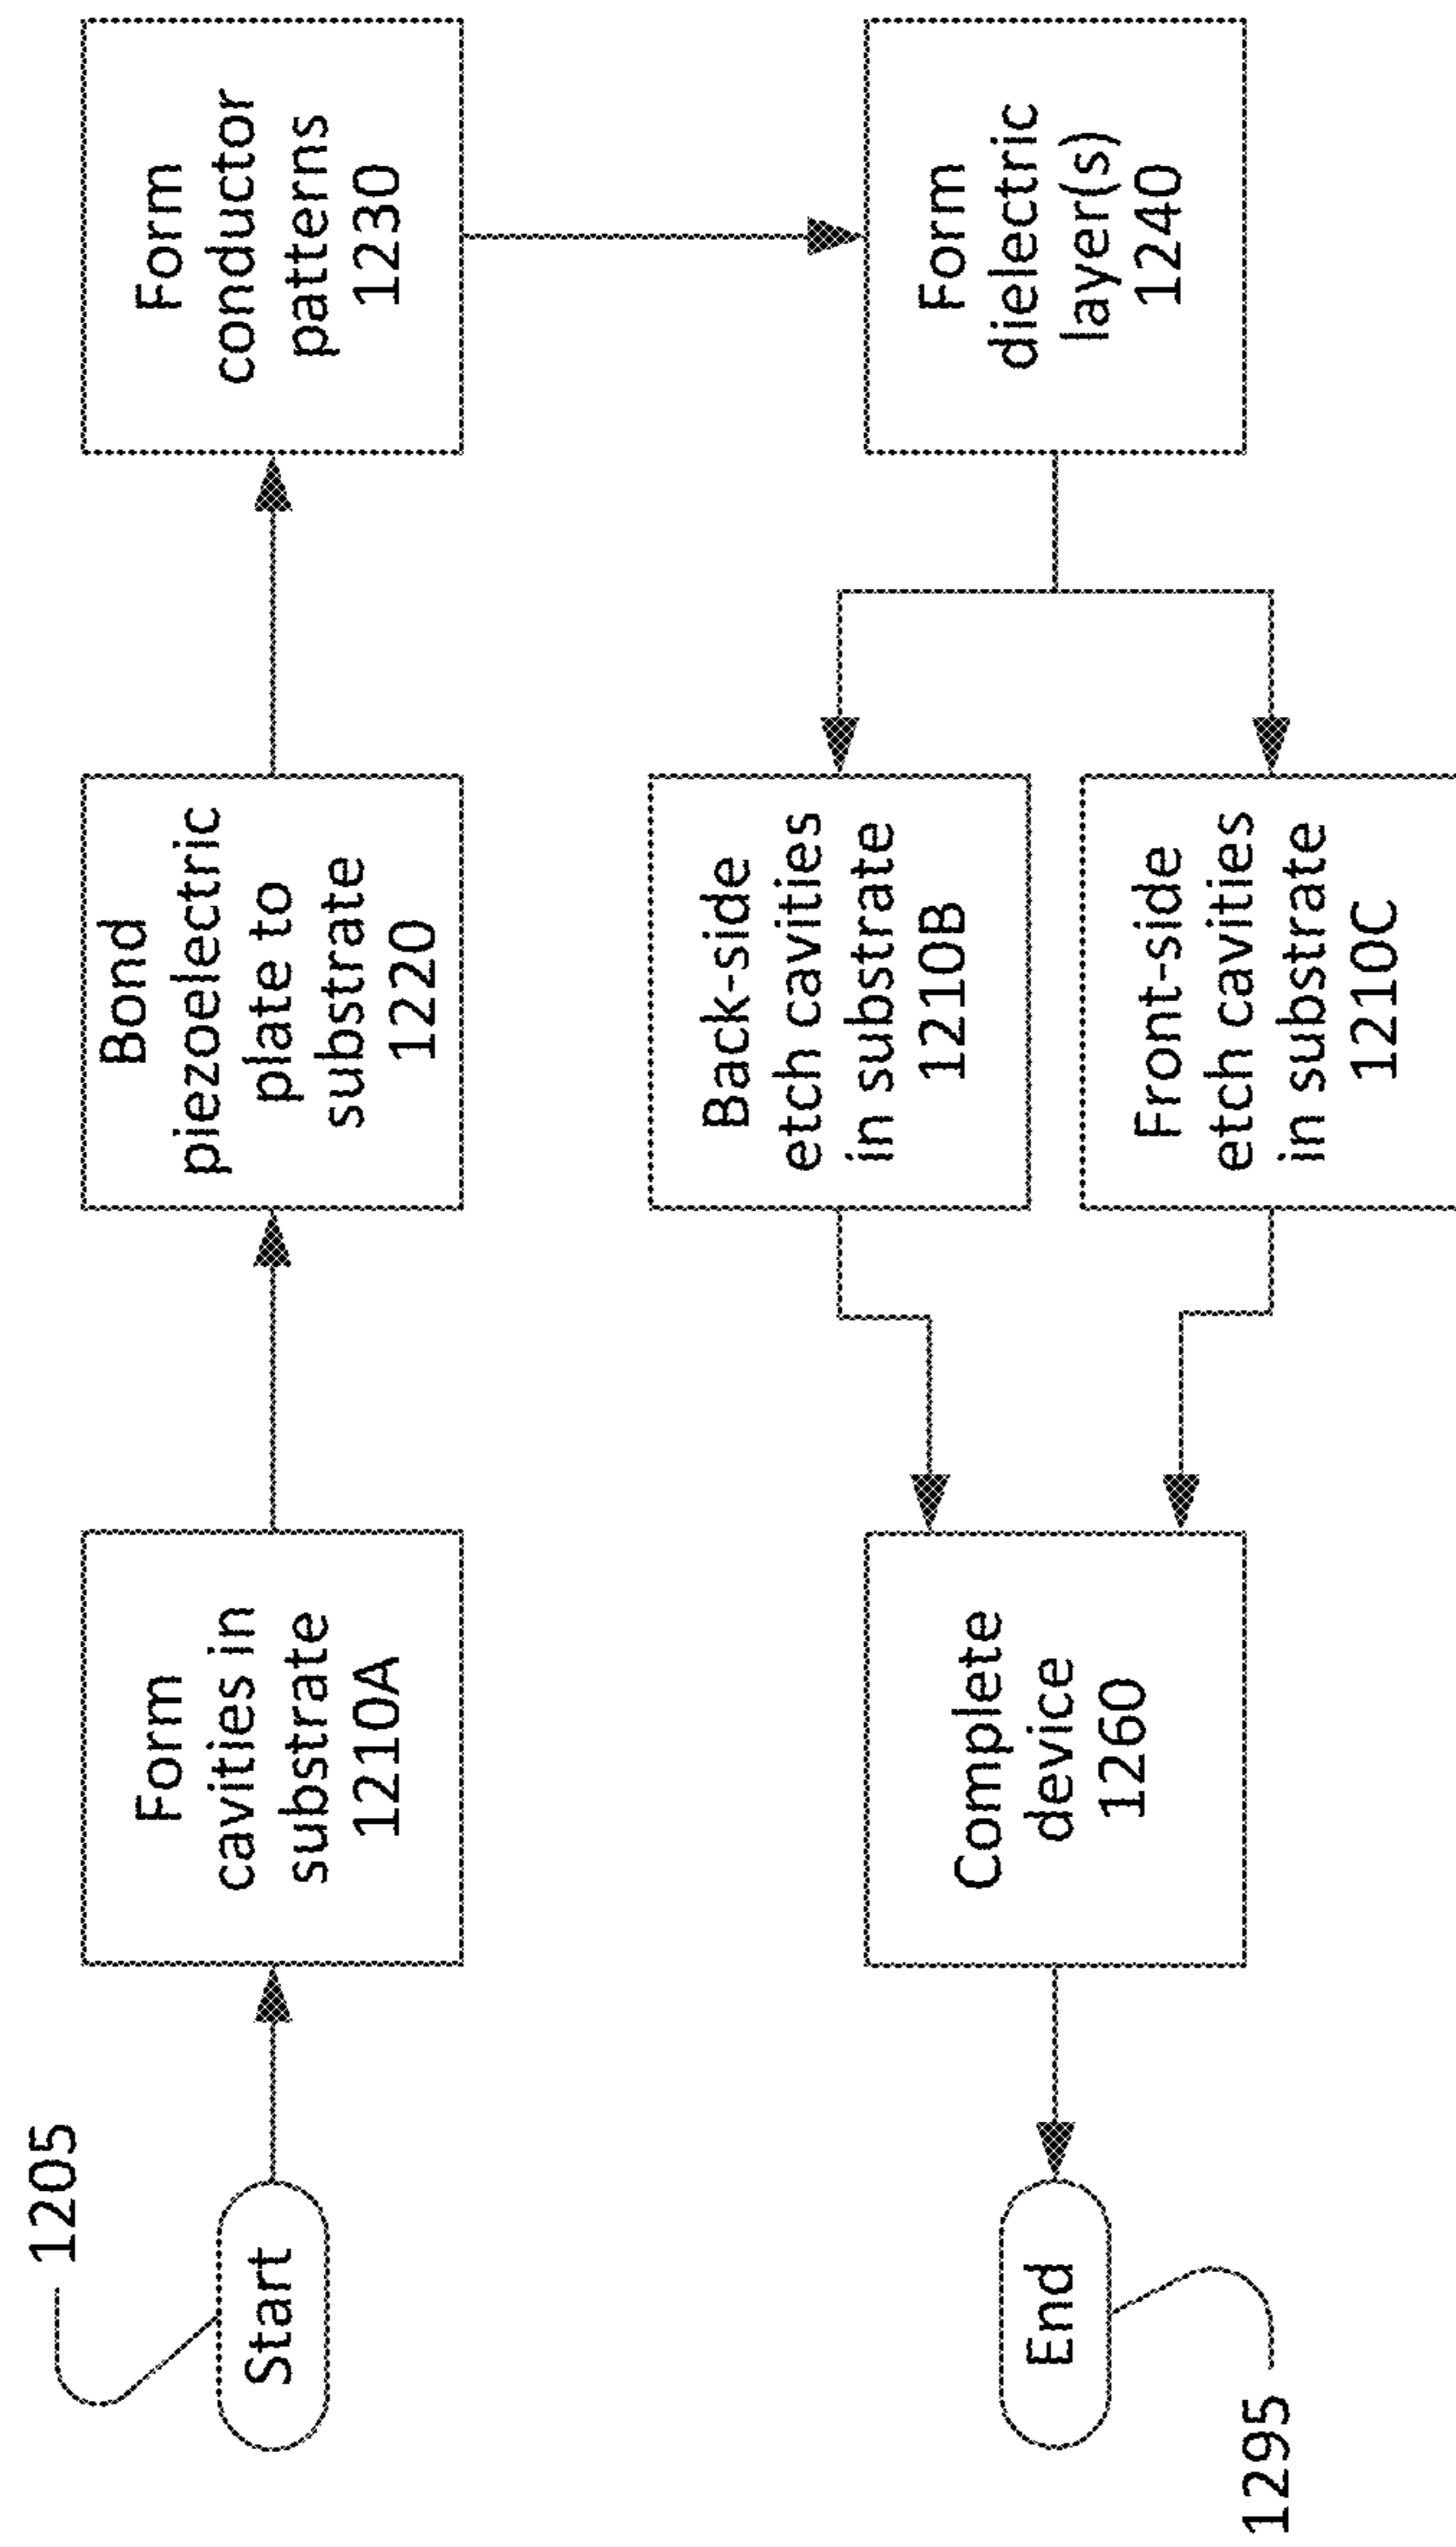 1205
Start
Form
cavities in
substrate
1210A
Bond
piezoelectric
plate to
substrate
1220
Form
conductor
patterns
1230
Form
dielectric
layer(s)
1240
Back-side
etch cavities
in substrate
1210B
Front-side
etch cavities
in substrate
1210C
Complete
device
1260
End
1295